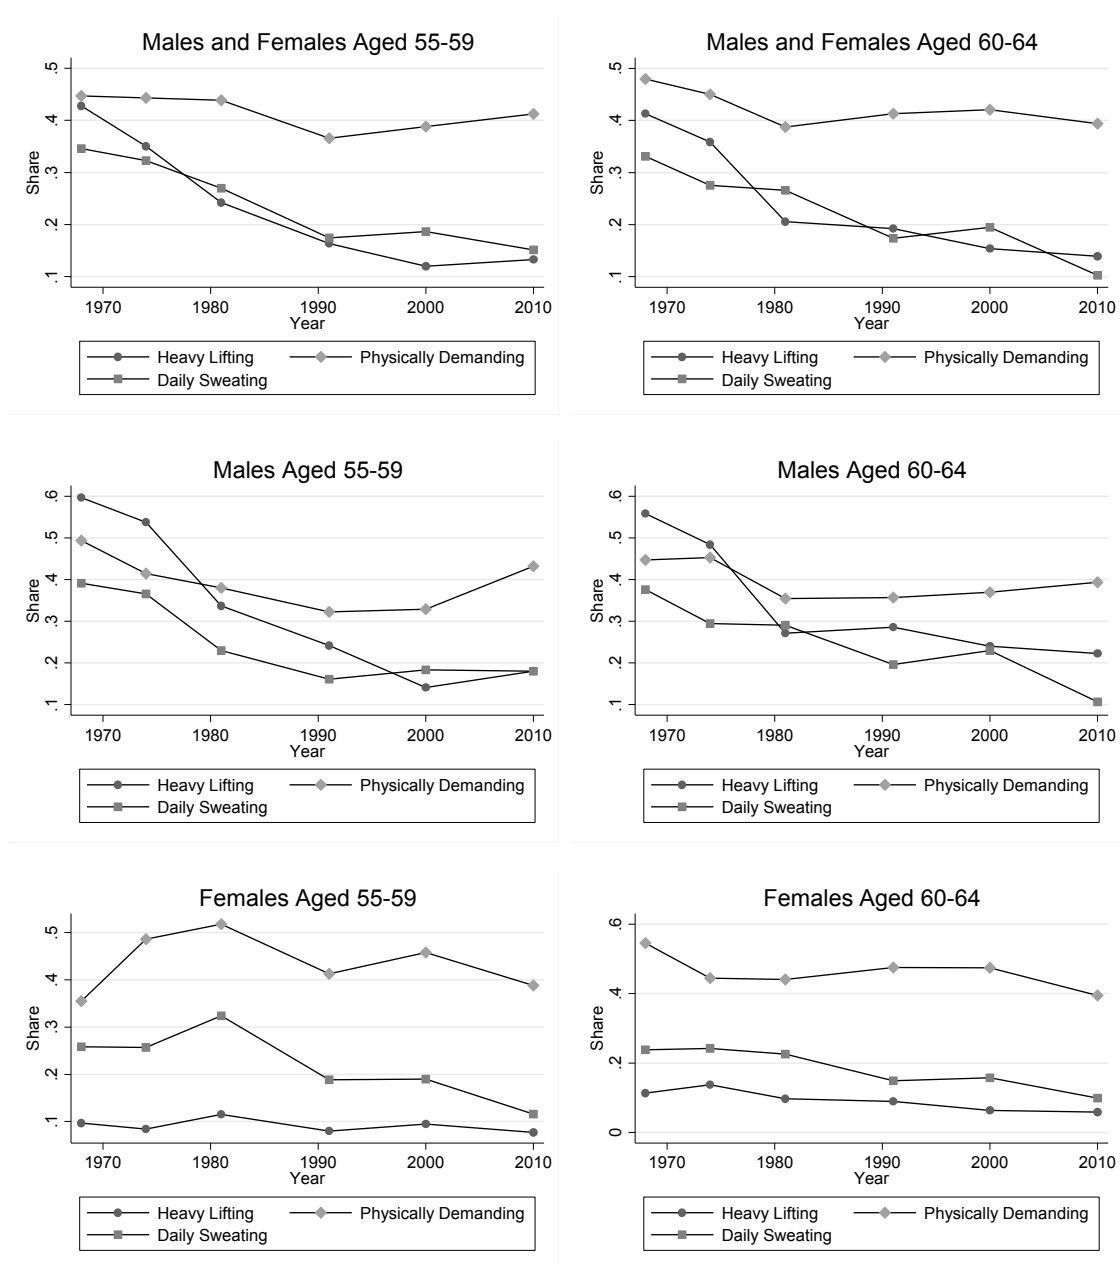 Males and Females Aged 55-59
Share
.5
.4
.3
.2
.1
1970 1980 1990 2000 2010
Year
Heavy Lifting Physically Demanding
Daily Sweating
Males and Females Aged 60-64
Share
.5
.4
.3
.2
.1
1970 1980 1990 2000 2010
Year
Heavy Lifting Physically Demanding
Daily Sweating
Males Aged 55-59
Share
.6
.5
.4
.3
.2
.1
1970 1980 1990 2000 2010
Year
Heavy Lifting Physically Demanding
Daily Sweating
Males Aged 60-64
Share
.6
.5
.4
.3
.2
.1
1970 1980 1990 2000 2010
Year
Heavy Lifting Physically Demanding
Daily Sweating
Females Aged 55-59
Share
.5
.4
.3
.2
.1
1970 1980 1990 2000 2010
Year
Heavy Lifting Physically Demanding
Daily Sweating
Females Aged 60-64
Share
.6
.4
.2
0
1970 1980 1990 2000 2010
Year
Heavy Lifting Physically Demanding
Daily Sweating